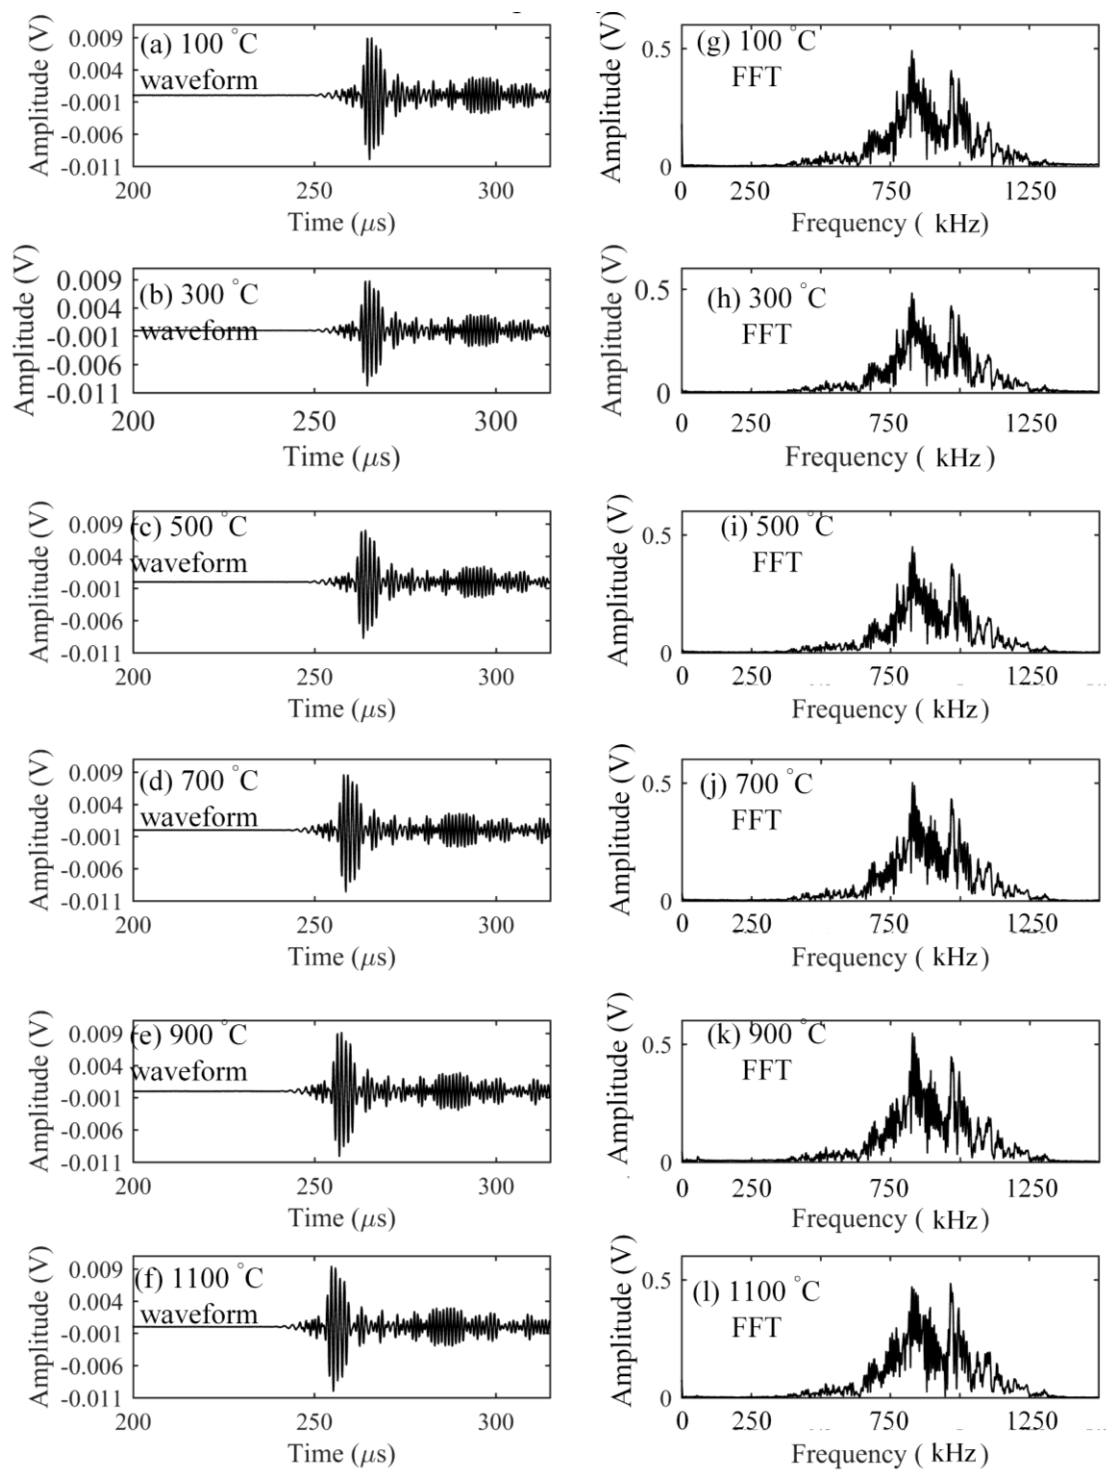 Amplitude (V)
0.009
0.004
-0.001
-0.006
-0.011
(a) 100 °C
waveform
200
250
300
Time (μs)
Amplitude (V)
0.5
0
(g) 100 °C
FFT
0
250
750
1250
Frequency ( kHz)
Amplitude (V)
0.009
0.004
-0.001
-0.006
-0.011
(b) 300 °C
waveform
200
250
300
Time (μs)
Amplitude (V)
0.5
0
(h) 300 °C
FFT
0
250
750
1250
Frequency ( kHz)
Amplitude (V)
0.009
0.004
-0.001
-0.006
-0.011
(c) 500 °C
waveform
200
250
300
Time (μs)
Amplitude (V)
0.5
0
(i) 500 °C
FFT
0
250
750
1250
Frequency ( kHz)
Amplitude (V)
0.009
0.004
-0.001
-0.006
-0.011
(d) 700 °C
waveform
200
250
300
Time (μs)
Amplitude (V)
0.5
0
(j) 700 °C
FFT
0
250
750
1250
Frequency ( kHz)
Amplitude (V)
0.009
0.004
-0.001
-0.006
-0.011
(e) 900 °C
waveform
200
250
300
Time (μs)
Amplitude (V)
0.5
0
(k) 900 °C
FFT
0
250
750
1250
Frequency ( kHz)
Amplitude (V)
0.009
0.004
-0.001
-0.006
-0.011
(f) 1100 °C
waveform
200
250
300
Time (μs)
Amplitude (V)
0.5
0
(l) 1100 °C
FFT
0
250
750
1250
Frequency ( kHz)